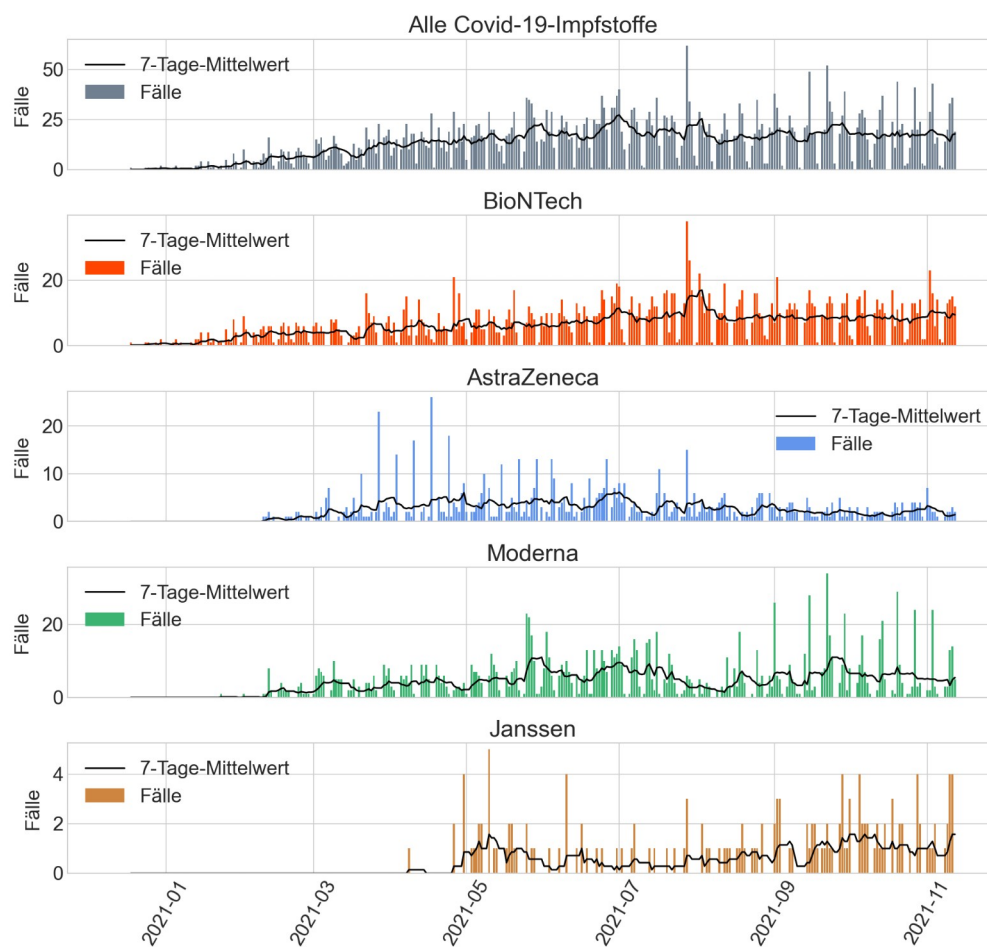 Alle Covid-19-Impfstoffe
Fälle
50
25
0
7-Tage-Mittelwert
Fälle
BioNTech
Fälle
20
0
7-Tage-Mittelwert
Fälle
AstraZeneca
Fälle
20
10
0
7-Tage-Mittelwert
Fälle
Moderna
Fälle
20
0
7-Tage-Mittelwert
Fälle
Janssen
Fälle
4
2
0
7-Tage-Mittelwert
Fälle
2021-01
2021-03
2021-05
2021-07
2021-09
2021-11